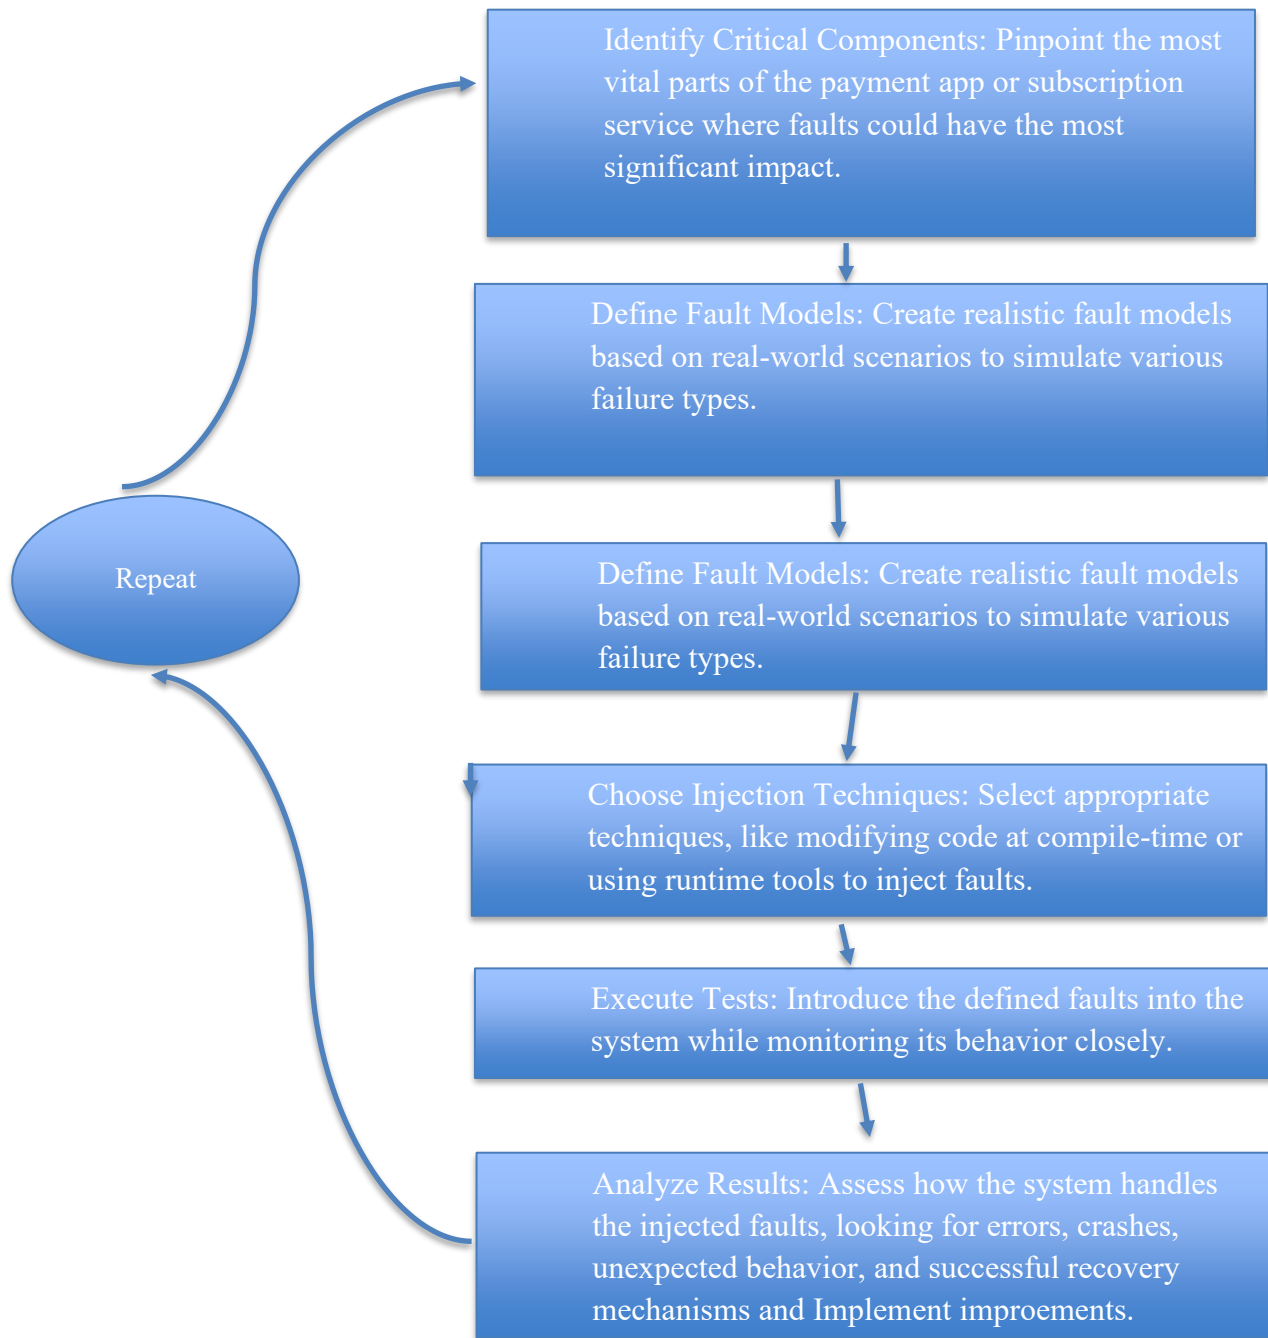 Identify Critical Components: Pinpoint the most
vital parts of the payment app or subscription
service where faults could have the most
significant impact.
Define Fault Models: Create realistic fault models
based on real-world scenarios to simulate various
failure types.
Repeat
Define Fault Models: Create realistic fault models
based on real-world scenarios to simulate various
failure types.
Choose Injection Techniques: Select appropriate
techniques, like modifying code at compile-time or
using runtime tools to inject faults.
Execute Tests: Introduce the defined faults into the
system while monitoring its behavior closely.
Analyze Results: Assess how the system handles
the injected faults, looking for errors, crashes,
unexpected behavior, and successful recovery
mechanisms and Implement improements.